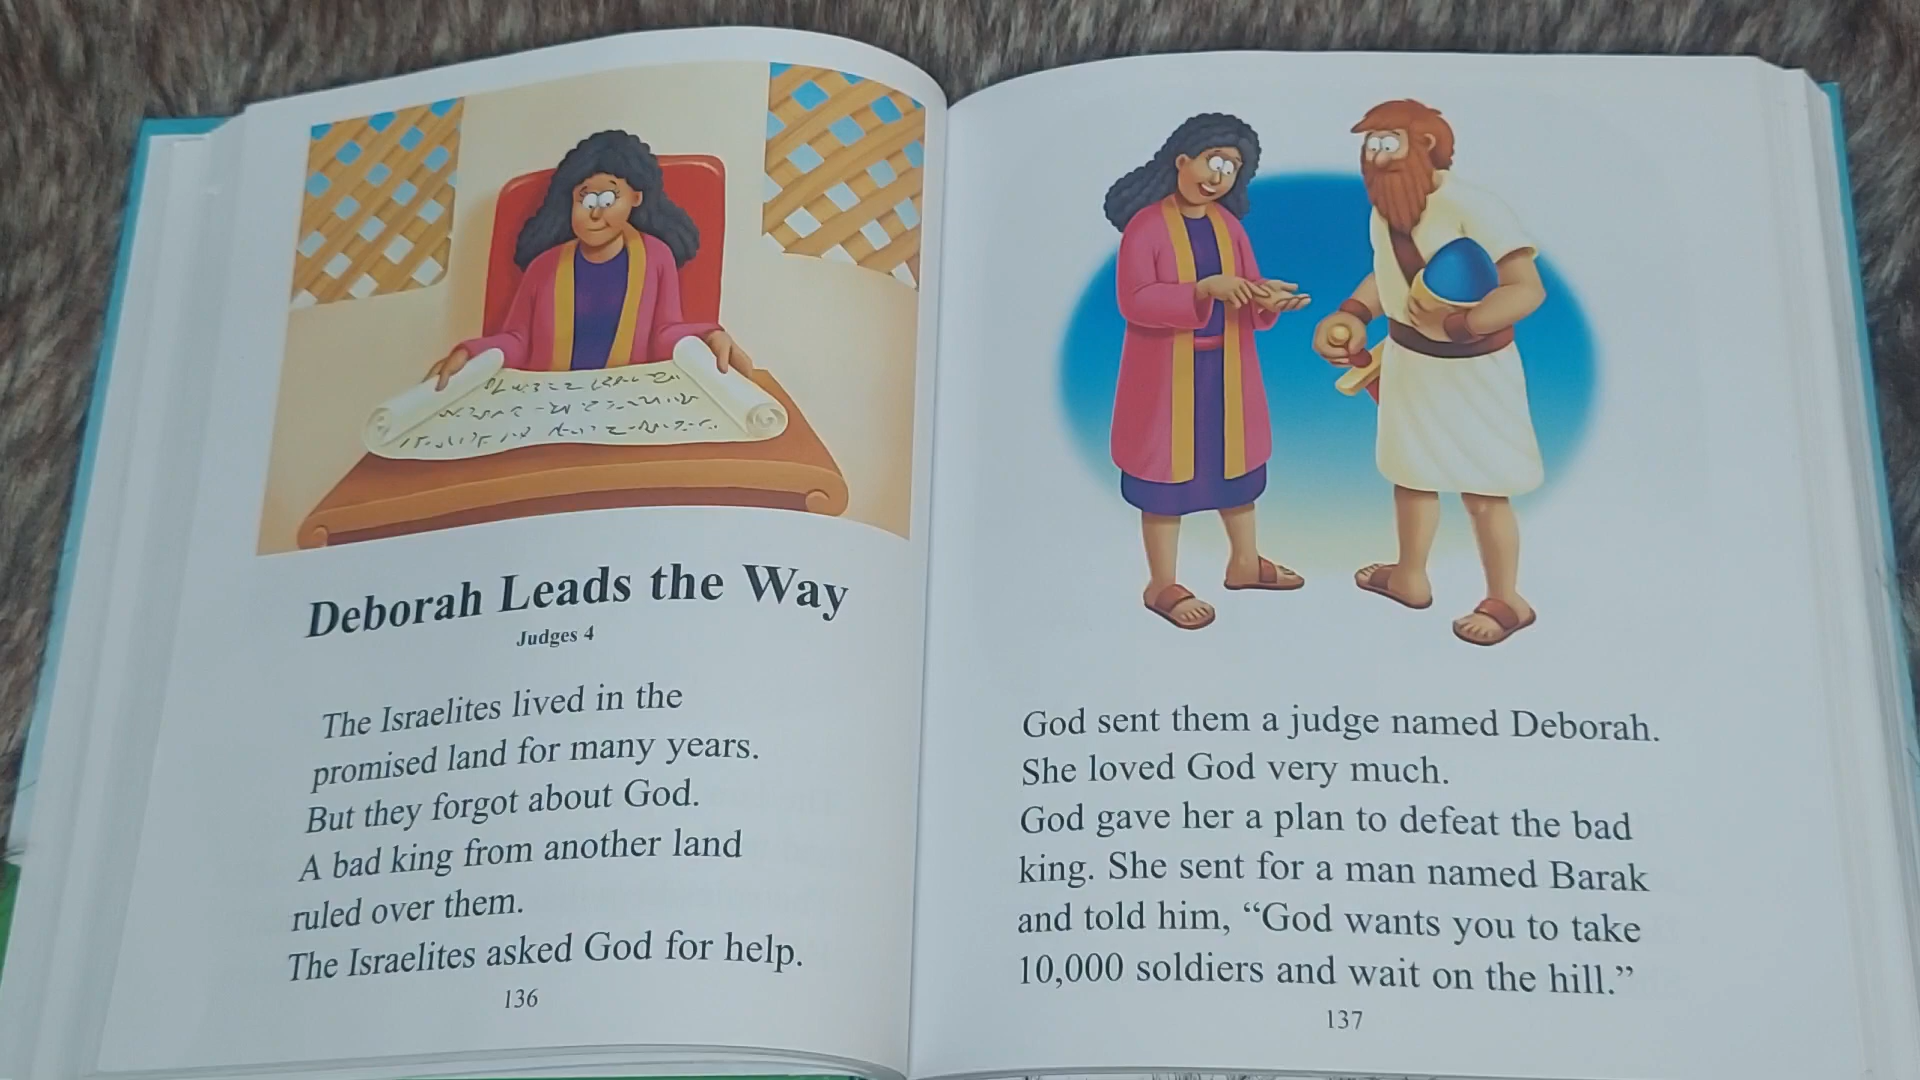 Deborah Leads the Way
Judges 4
The Israelites lived in the
promised land for many years.
But they forgot about God.
A bad king from another land
ruled over them.
The Israelites asked God for help.
136
God sent them a judge named Deborah.
She loved God very much.
God gave her a plan to defeat the bad
king. She sent for a man named Barak
and told him, “God wants you to take
10,000 soldiers and wait on the hill.”
137